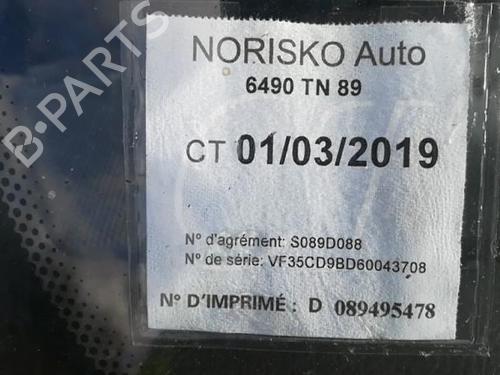 NORISKO Auto
6490 TN 89
CT 01/03/2019
N° d'agrément: S089D088
N° de série: VF35CD9BD60043708
N° D'IMPRIMÉ : D 089495478
B-PARTS